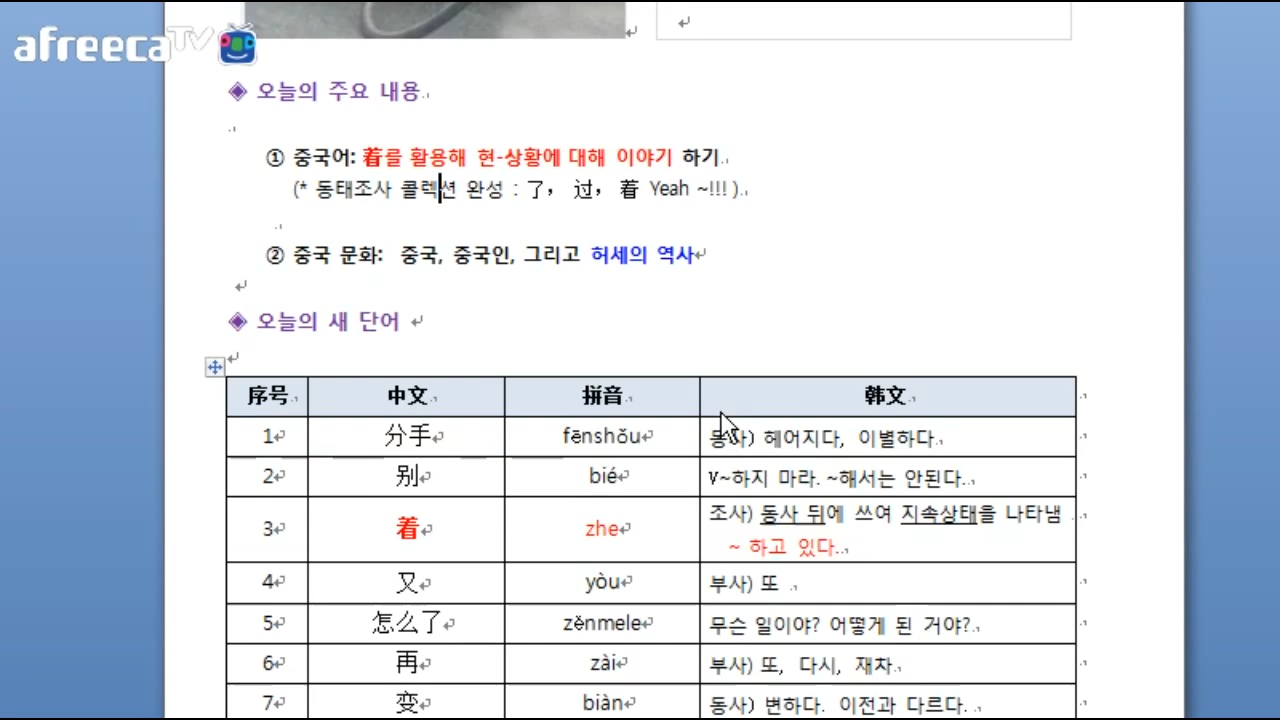 afreecaTV
◈ 오늘의 주요 내용
① 중국어: 着를 활용해 현-상황에 대해 이야기 하기
(* 동태조사 콜렉션 완성 : 了, 过, 着 Yeah ~!!! )
② 중국 문화: 중국, 중국인, 그리고 허세의 역사
◈ 오늘의 새 단어
序号 中文 拼音 韩文
1 分手 fēnshǒu 동사) 헤어지다, 이별하다.
2 别 bié V~하지 마라. ~해서는 안된다.
3 着 zhe 조사) 동사 뒤에 쓰여 지속상태을 나타냄
~ 하고 있다.
4 又 yòu 부사) 또
5 怎么了 zěnmele 무슨 일이야? 어떻게 된 거야?
6 再 zài 부사) 또, 다시, 재차
7 变 biàn 동사) 변하다. 이전과 다르다.